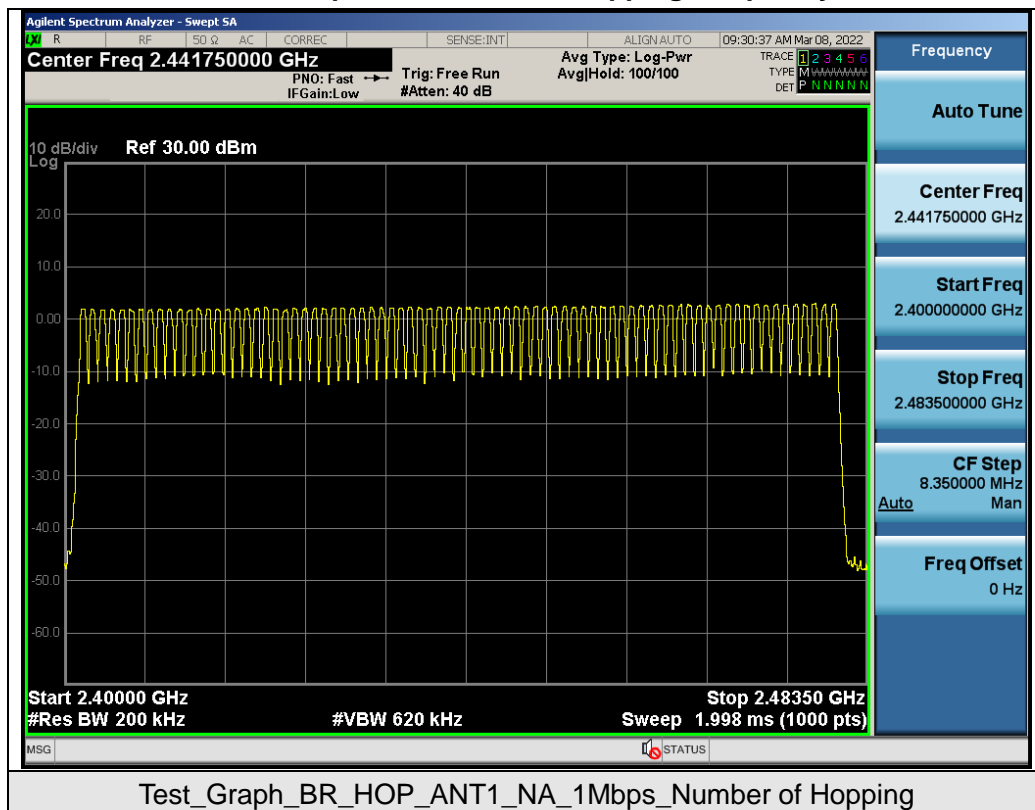 Agilent Spectrum Analyzer - Swept SA
LXI R RF 50 Ω AC CORREC SENSE:INT ALIGN AUTO 09:30:37 AM Mar 08, 2022
Center Freq 2.441750000 GHz
PNO: Fast
IFGain:Low
Trig: Free Run
#Atten: 40 dB
Avg Type: Log-Pwr
Avg|Hold: 100/100
TRACE 1 2 3 4 5 6
TYPE M
DET P N N N N N
10 dB/div Ref 30.00 dBm
Log
20.0
10.0
0.00
-10.0
-20.0
-30.0
-40.0
-50.0
-60.0
Start 2.40000 GHz Stop 2.48350 GHz
#Res BW 200 kHz #VBW 620 kHz Sweep 1.998 ms (1000 pts)
MSG STATUS
Frequency
Auto Tune
Center Freq
2.441750000 GHz
Start Freq
2.400000000 GHz
Stop Freq
2.483500000 GHz
CF Step
8.350000 MHz
Auto Man
Freq Offset
0 Hz
Test_Graph_BR_HOP_ANT1_NA_1Mbps_Number of Hopping